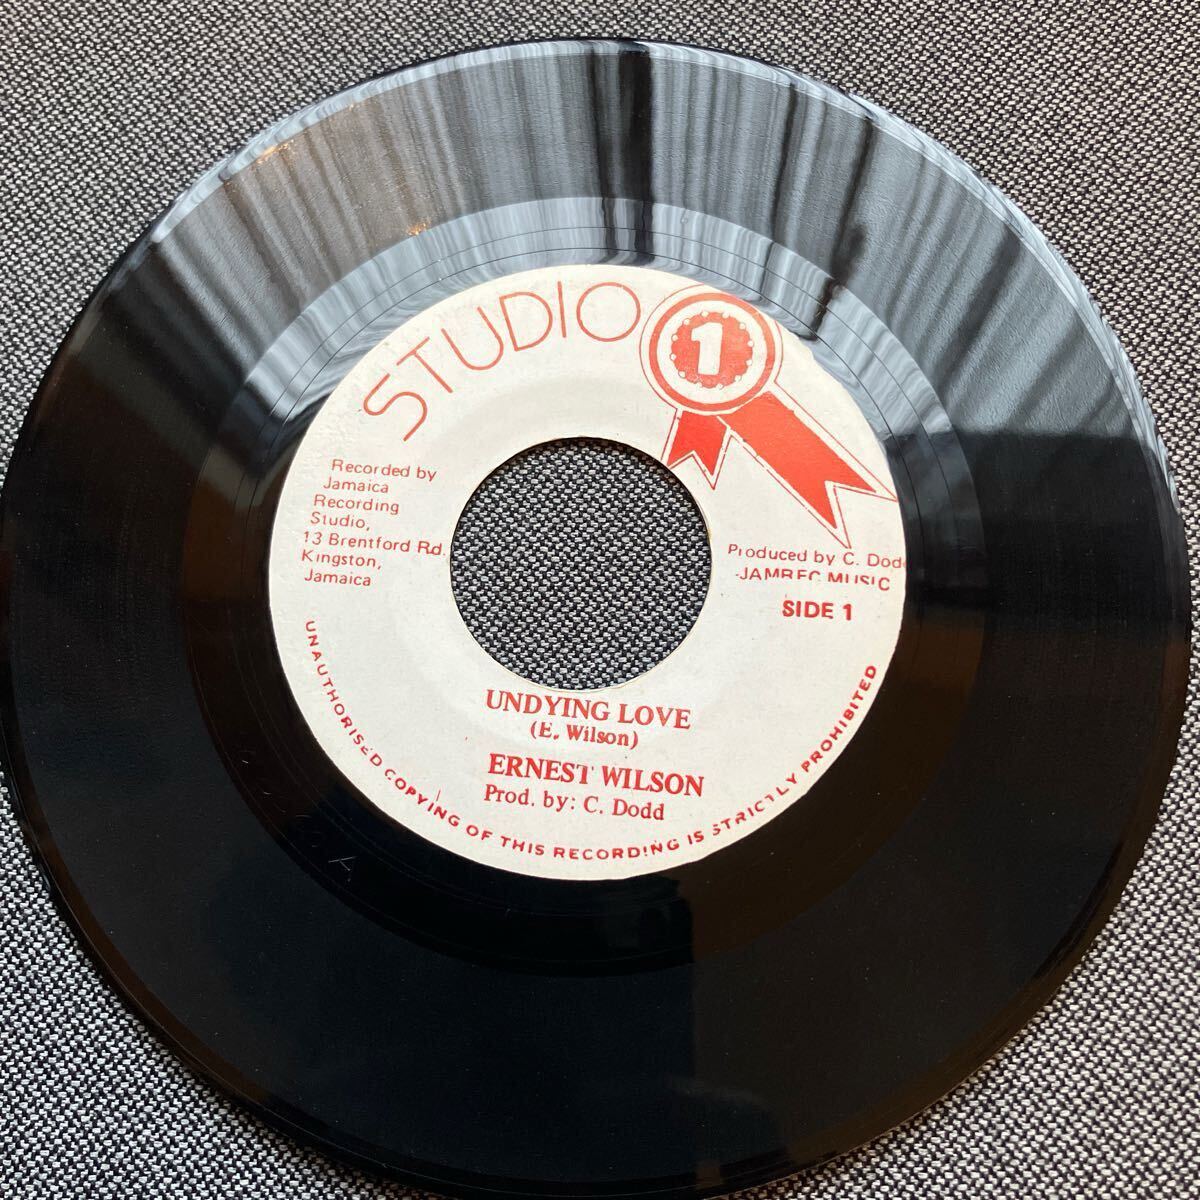 STUDIO 1
Recorded by
Jamaica
Recording
Studio,
13 Brentford Rd.
Kingston,
Jamaica
Produced by C. Dod
JAMREC MUSIC
SIDE 1
UNDYING LOVE
(E. Wilson)
ERNEST WILSON
Prod. by: C. Dodd
UNAUTHORISED COPYING OF THIS RECORDING IS STRICTLY PROHIBITED